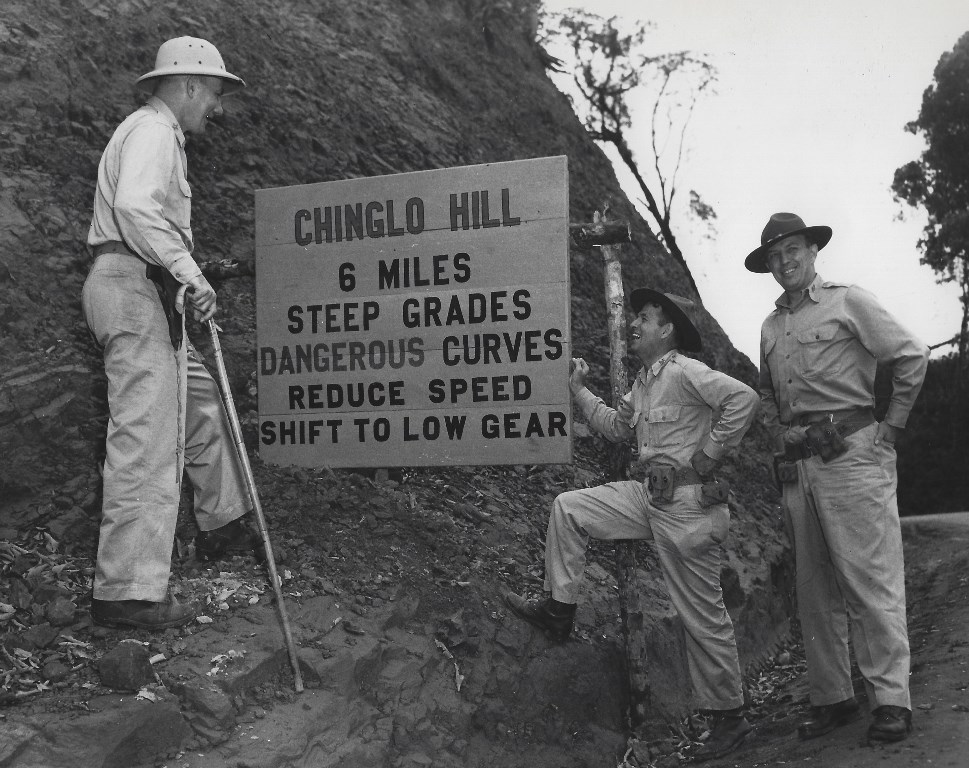 CHINGLO HILL
6 MILES
STEEP GRADES
DANGEROUS CURVES
REDUCE SPEED
SHIFT TO LOW GEAR